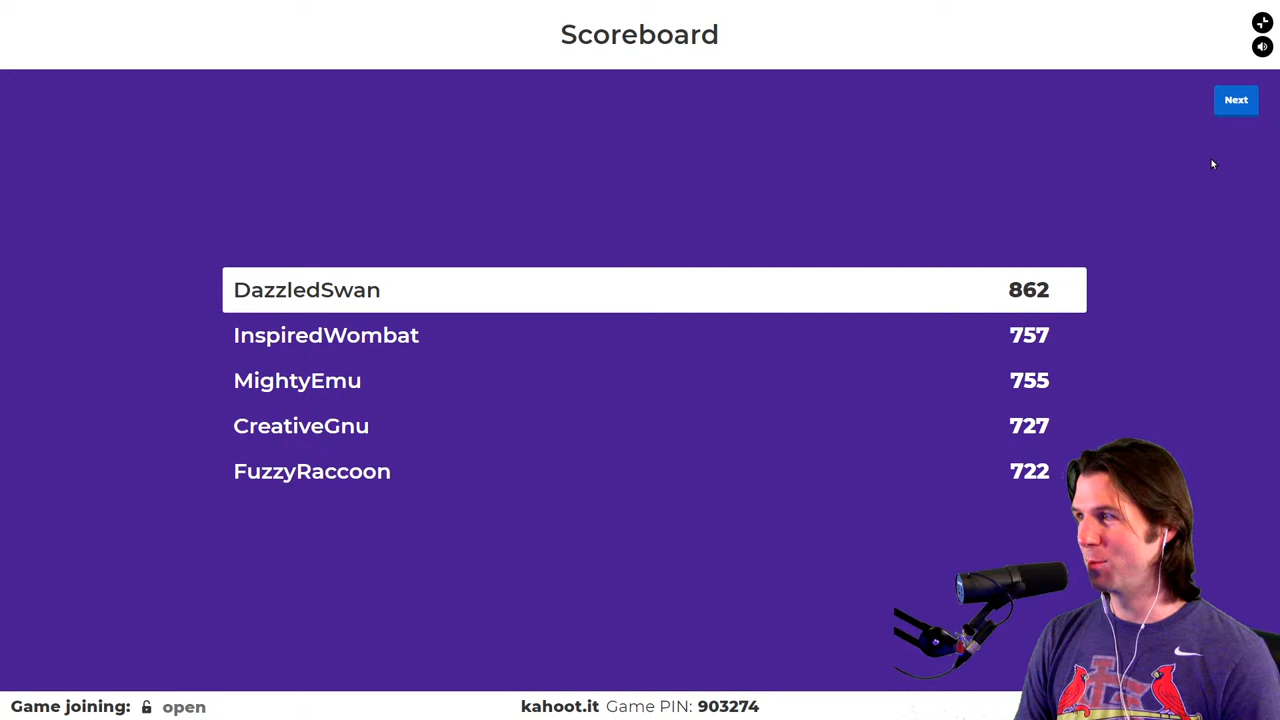 Scoreboard
Next
DazzledSwan 862
InspiredWombat 757
MightyEmu 755
CreativeGnu 727
FuzzyRaccoon 722
Game joining: open
kahoot.it Game PIN: 903274